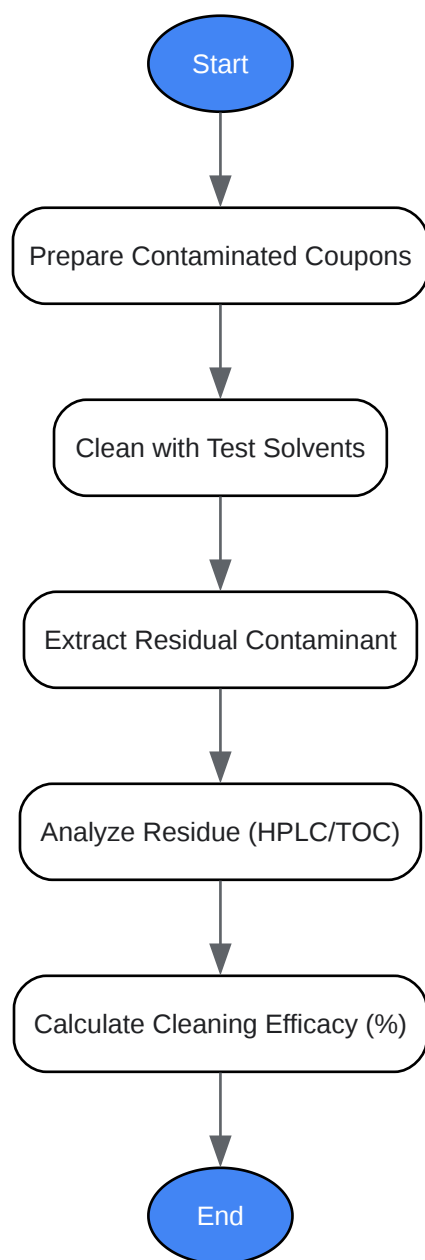 Start
Prepare Contaminated Coupons
Clean with Test Solvents
Extract Residual Contaminant
Analyze Residue (HPLC/TOC)
Calculate Cleaning Efficacy (%)
End